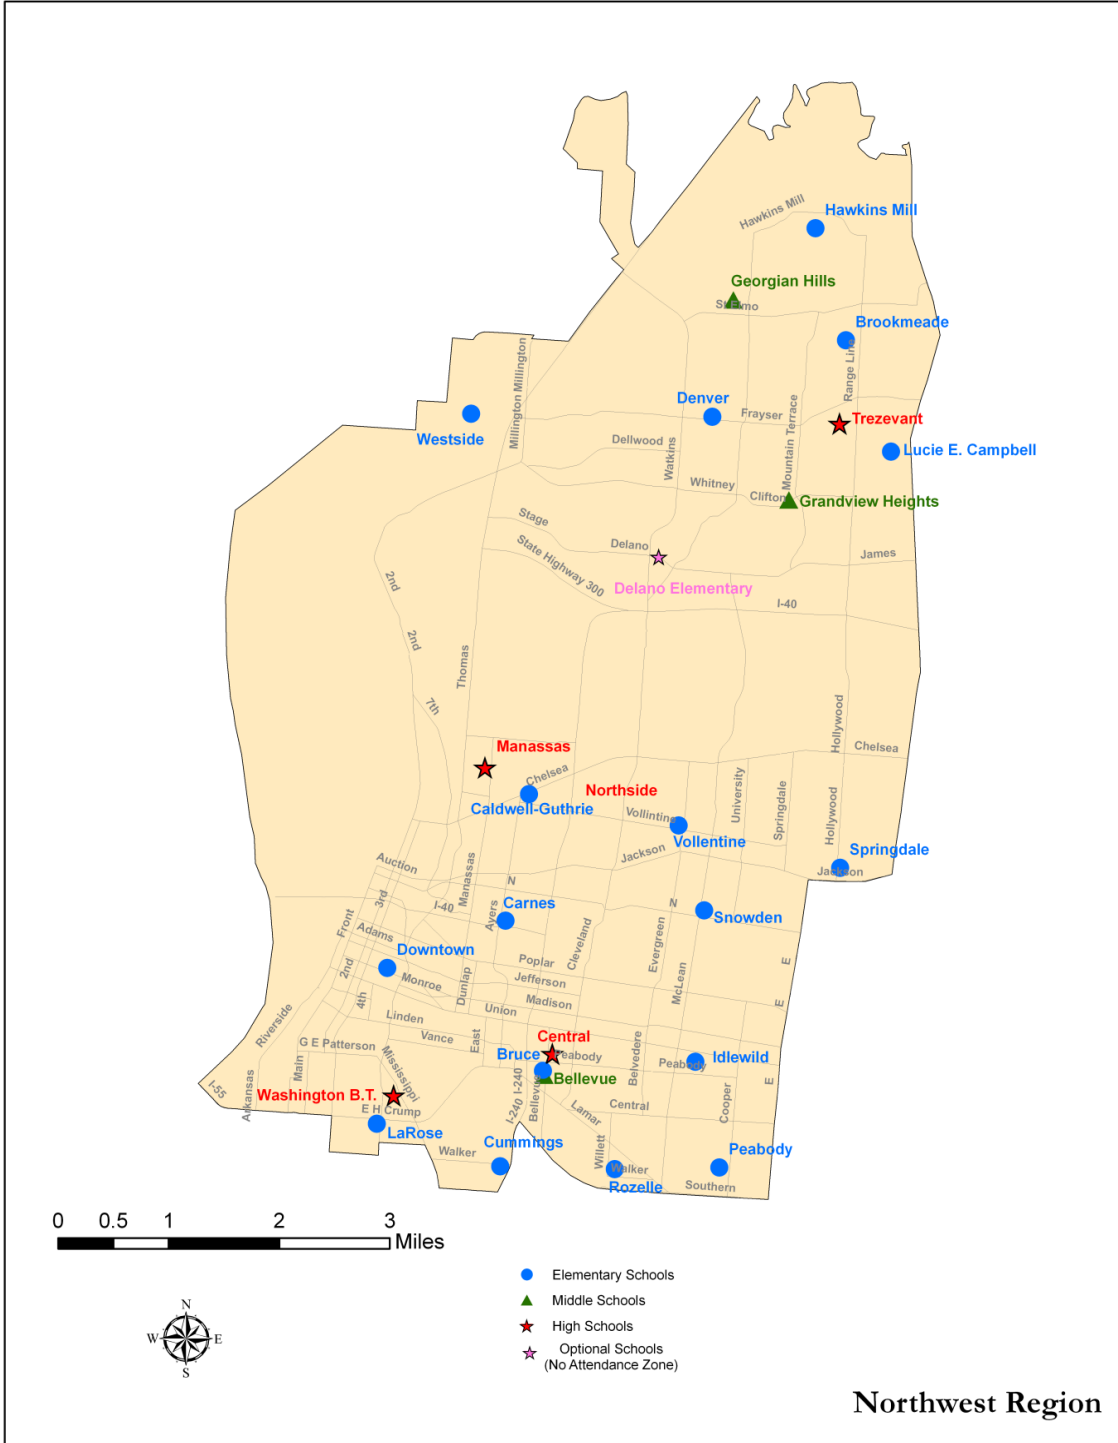 Hawkins Mill
Hawkins Mill
Georgian Hills
St Elmo
Brookmeade
Range Line
Millington Millington
Denver
Frayser
Mountain Terrace
Trezevant
Westside
Dellwood
Watkins
Lucie E. Campbell
Whitney
Clifton
Grandview Heights
Stage
Delano
James
State Highway 300
Delano Elementary
2nd
I-40
2nd
Thomas
7th
Hollywood
Manassas
Chelsea
Chelsea
Northside
University
Springdale
Hollywood
Caldwell-Guthrie
Vollintine
Vollentine
Jackson
Springdale
Jackson
Auction
Manassas
N
3rd
I-40
Ayers
Carnes
N
Snowden
Front
Adams
Cleveland
Evergreen
Downtown
Poplar
E
2nd
Monroe
Dunlap
Jefferson
McLean
4th
Union
Madison
E
Riverside
Linden
Vance
East
Central
G E Patterson
Mississippi
Bruce
Peabody
Belvedere
Peabody
Idlewild
Main
I-240
Bellevue
E
I-55
Arkansas
Washington B.T.
E H Crump
I-240
Bellevue
Lamar
Central
Cooper
LaRose
Walker
Cummings
Willett
Peabody
Walker
Rozelle
Southern
0 0.5 1 2 3
Miles
Elementary Schools
Middle Schools
High Schools
Optional Schools
(No Attendance Zone)
N
W E
S
Northwest Region